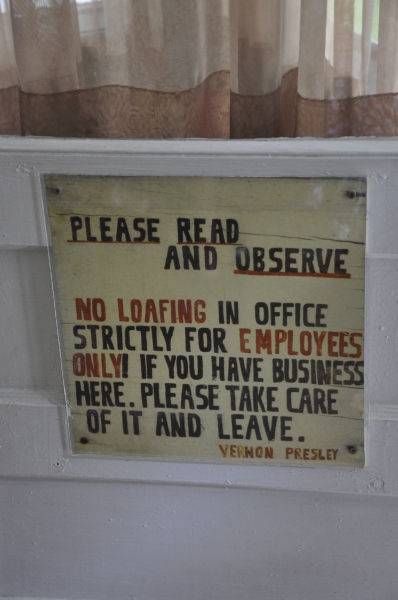 PLEASE READ
AND OBSERVE
NO LOAFING IN OFFICE
STRICTLY FOR EMPLOYEES
ONLY! IF YOU HAVE BUSINESS
HERE. PLEASE TAKE CARE
OF IT AND LEAVE.
VERNON PRESLEY